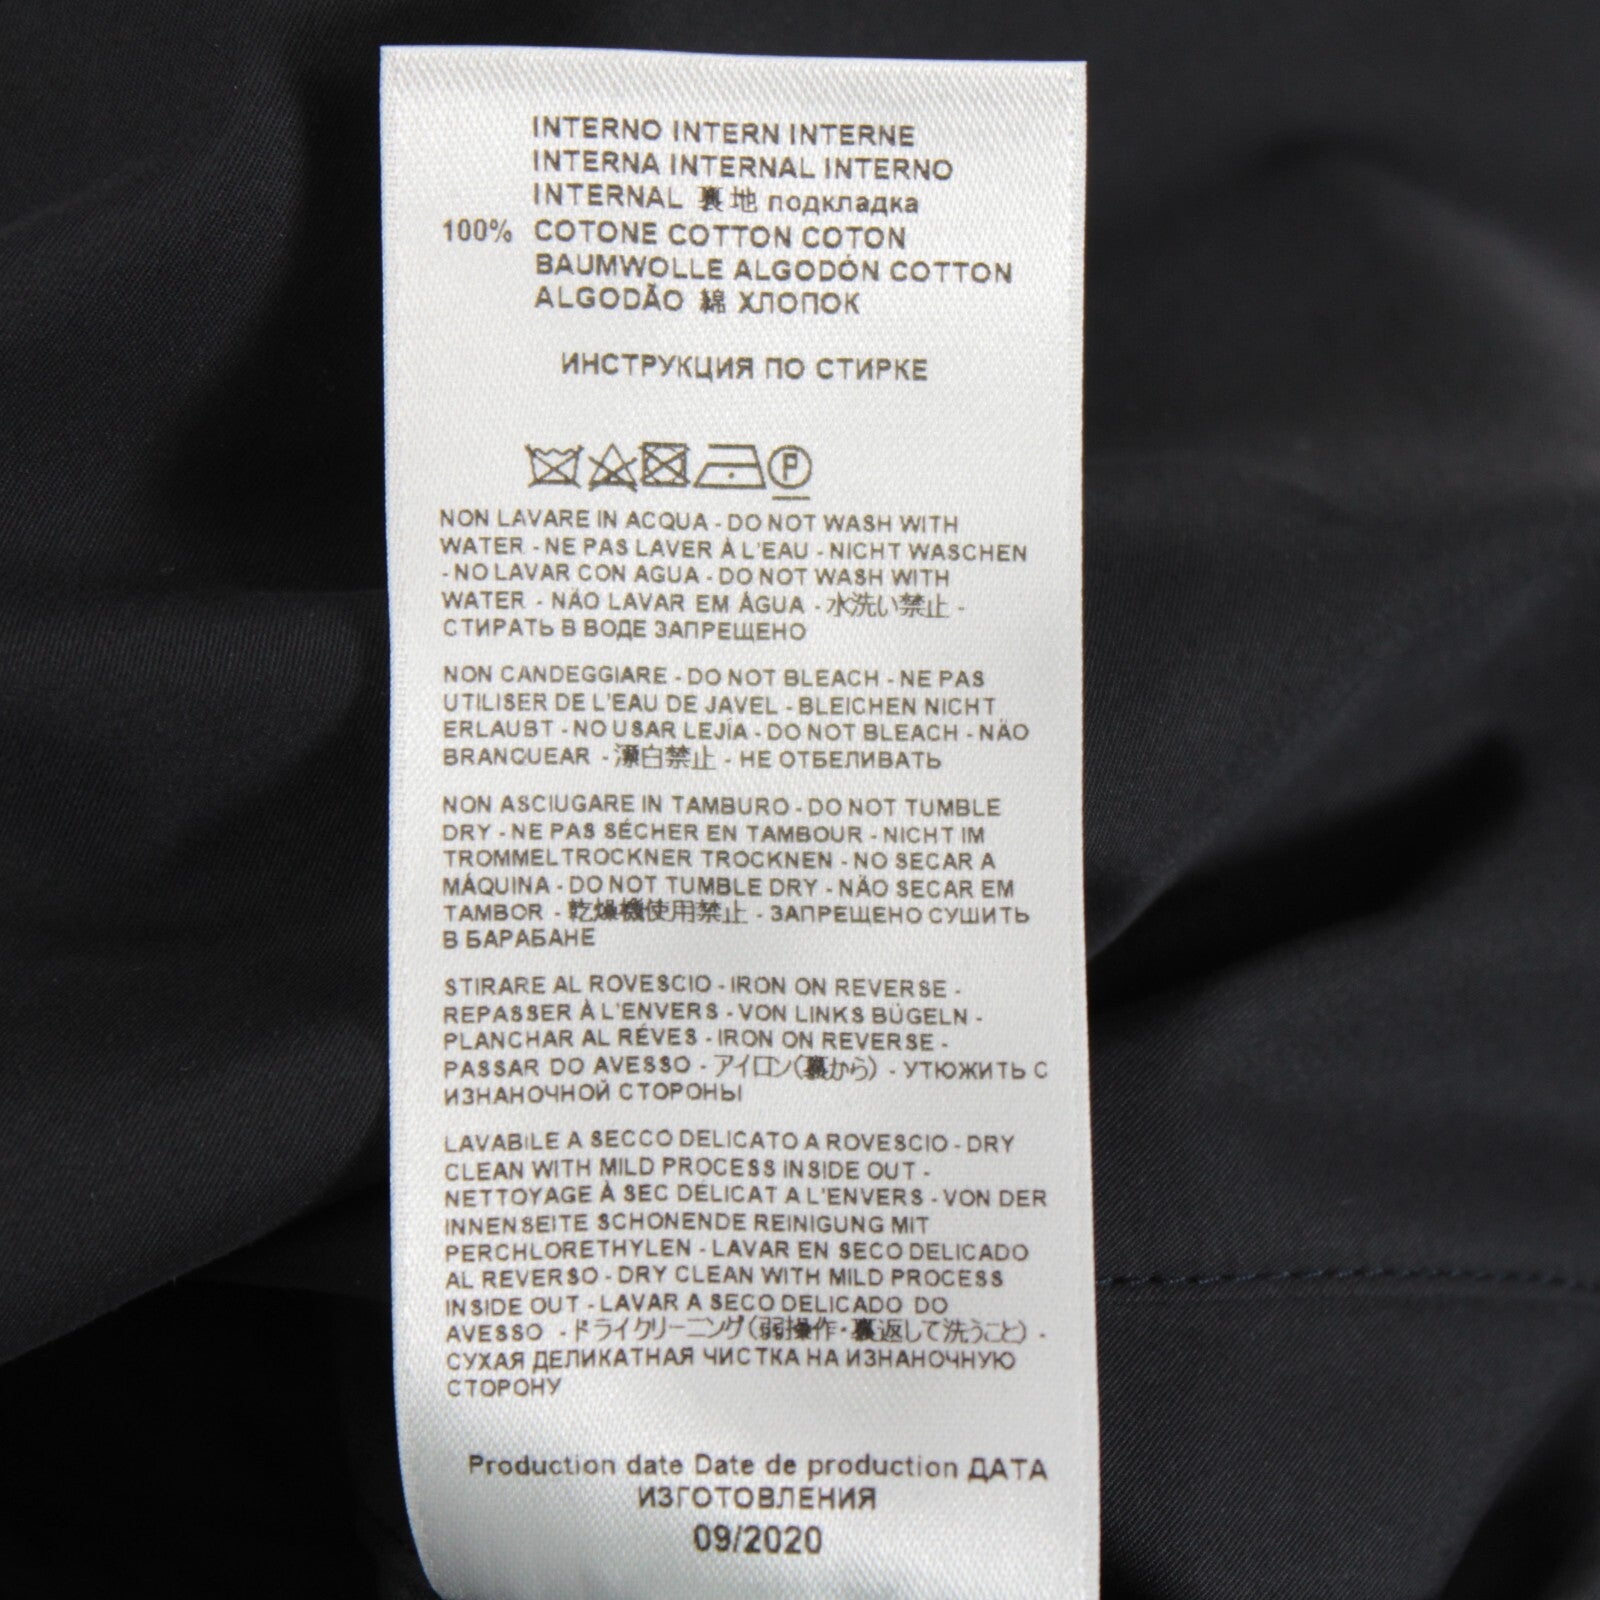 INTERNO INTERN INTERNE
INTERNA INTERNAL INTERNO
INTERNAL 裏地 подкладка
100% COTONE COTTON COTON
BAUMWOLLE ALGODÓN COTTON
ALGODÃO 綿 ХЛОПОК
ИНСТРУКЦИЯ ПО СТИРКЕ
P
NON LAVARE IN ACQUA - DO NOT WASH WITH
WATER - NE PAS LAVER À L'EAU - NICHT WASCHEN
- NO LAVAR CON AGUA - DO NOT WASH WITH
WATER - NÃO LAVAR EM ÁGUA - 水洗い禁止 -
СТИРАТЬ В ВОДЕ ЗАПРЕЩЕНО
NON CANDEGGIARE - DO NOT BLEACH - NE PAS
UTILISER DE L'EAU DE JAVEL - BLEICHEN NICHT
ERLAUBT - NO USAR LEJÍA - DO NOT BLEACH - NÃO
BRANQUEAR - 漂白禁止 - НЕ ОТБЕЛИВАТЬ
NON ASCIUGARE IN TAMBURO - DO NOT TUMBLE
DRY - NE PAS SÉCHER EN TAMBOUR - NICHT IM
TROMMELTROCKNER TROCKNEN - NO SECAR A
MÁQUINA - DO NOT TUMBLE DRY - NÃO SECAR EM
TAMBOR - 乾燥機使用禁止 - ЗАПРЕЩЕНО СУШИТЬ
В БАРАБАНЕ
STIRARE AL ROVESCIO - IRON ON REVERSE -
REPASSER À L'ENVERS - VON LINKS BÜGELN -
PLANCHAR AL RÉVES - IRON ON REVERSE -
PASSAR DO AVESSO - アイロン(裏から) - УТЮЖИТЬ С
ИЗНАНОЧНОЙ СТОРОНЫ
LAVABILE A SECCO DELICATO A ROVESCIO - DRY
CLEAN WITH MILD PROCESS INSIDE OUT -
NETTOYAGE À SEC DÉLICAT A L'ENVERS - VON DER
INNENSEITE SCHONENDE REINIGUNG MIT
PERCHLORETHYLEN - LAVAR EN SECO DELICADO
AL REVERSO - DRY CLEAN WITH MILD PROCESS
INSIDE OUT - LAVAR A SECO DELICADO DO
AVESSO - ドライクリーニング(弱操作・裏返して洗うこと) -
СУХАЯ ДЕЛИКАТНАЯ ЧИСТКА НА ИЗНАНОЧНУЮ
СТОРОНУ
Production date Date de production ДАТА
ИЗГОТОВЛЕНИЯ
09/2020